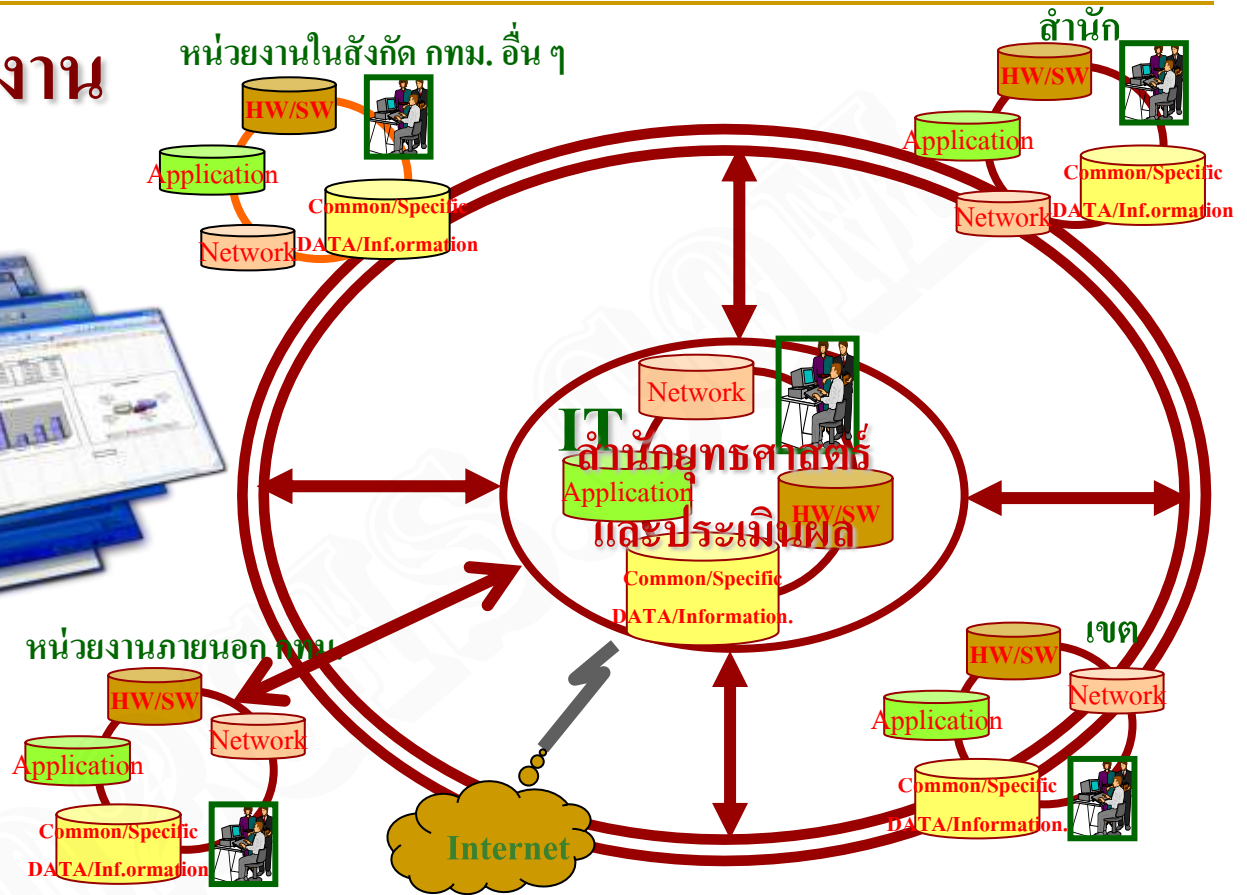 งาน
หน่วยงานในสังกัด กทม. อื่น ๆ
HW/SW
Application
Common/Specific
DATA/Inf.ormation
Network
สำนัก
HW/SW
Application
Common/Specific
DATA/Inf.ormation
Network
Network
IT
สำนักยุทธศาสตร์
Application
HW/SW
และประเมินผล
Common/Specific
DATA/Information.
หน่วยงานภายนอก กทม.
HW/SW
Network
Application
Common/Specific
DATA/Inf.ormation
เขต
HW/SW
Network
Application
Common/Specific
DATA/Information.
Internet